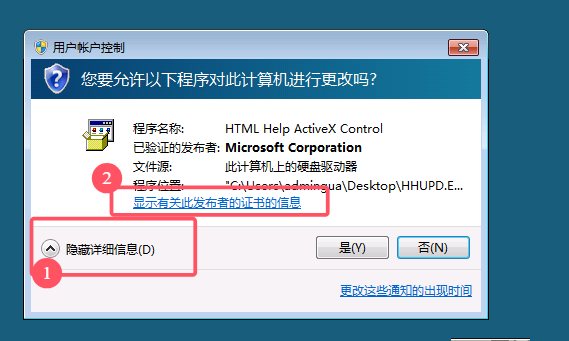 用户帐户控制
您要允许以下程序对此计算机进行更改吗?
程序名称: HTML Help ActiveX Control
已验证的发布者: Microsoft Corporation
文件源: 此计算机上的硬盘驱动器
程序位置: "C:\Users\admingua\Desktop\HHUPD.E...
2
显示有关此发布者的证书的信息
隐藏详细信息(D)
是(Y)
否(N)
1
更改这些通知的出现时间